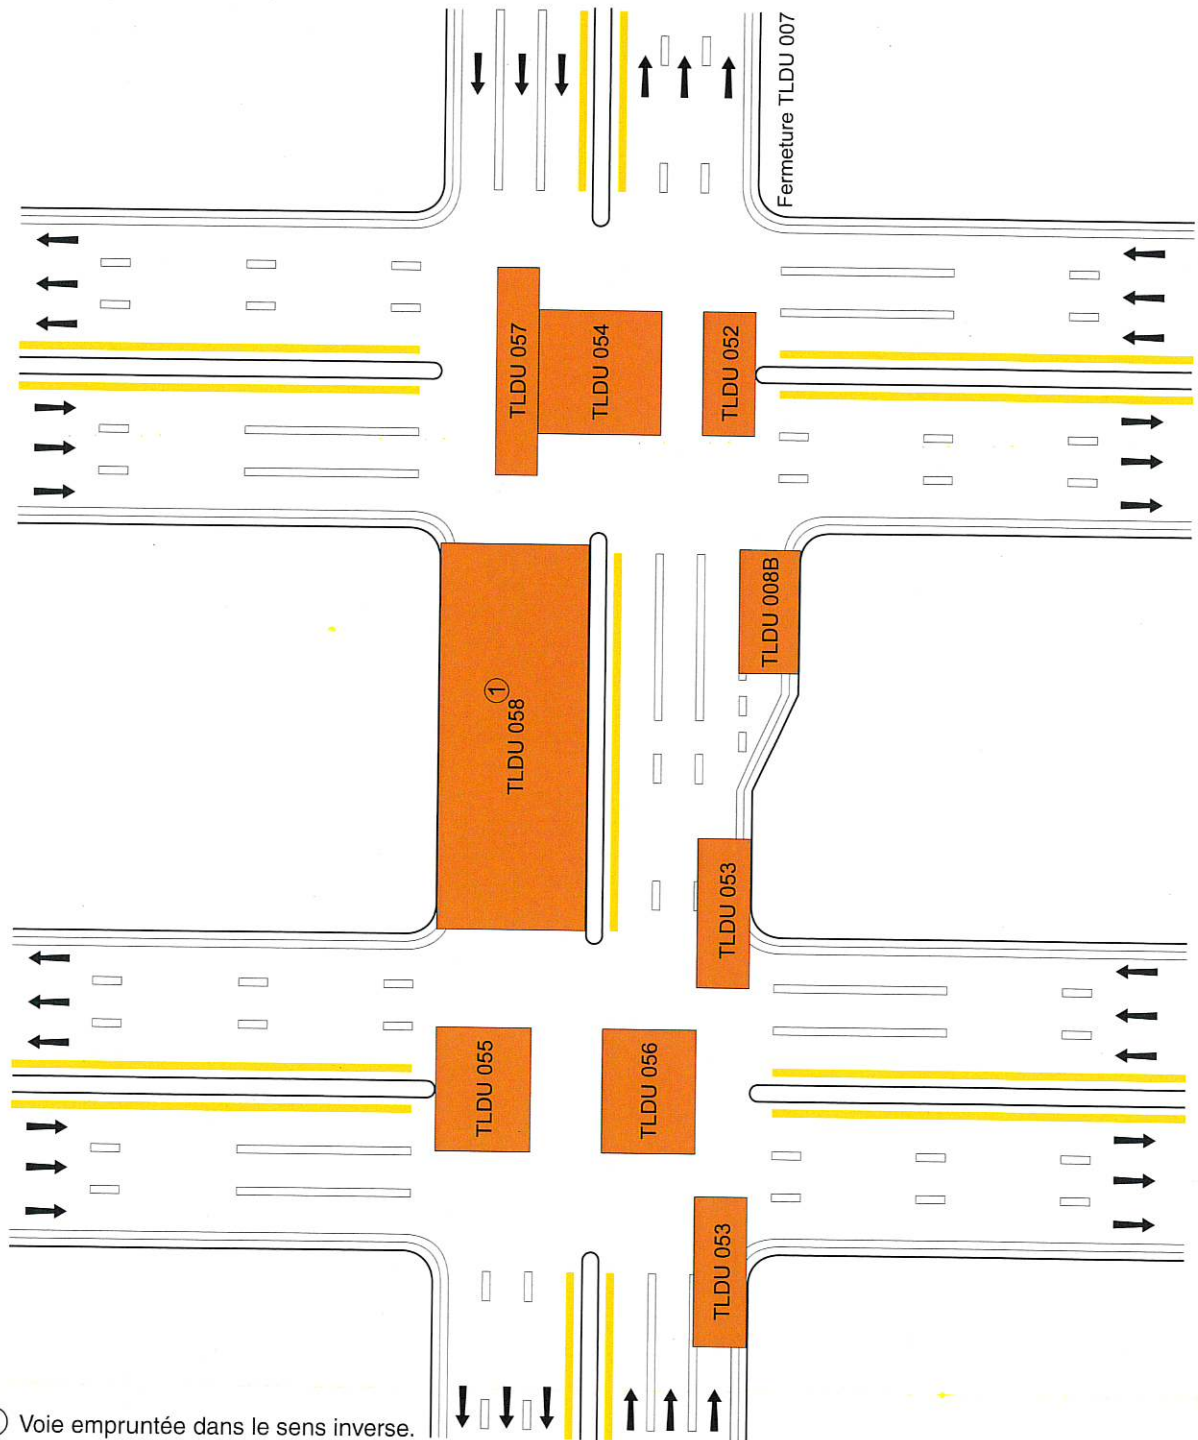 Fermeture TLDU 007
TLDU 057
TLDU 054
TLDU 052
TLDU 008B
1
TLDU 058
TLDU 053
TLDU 055
TLDU 056
TLDU 053
Voie empruntée dans le sens inverse.